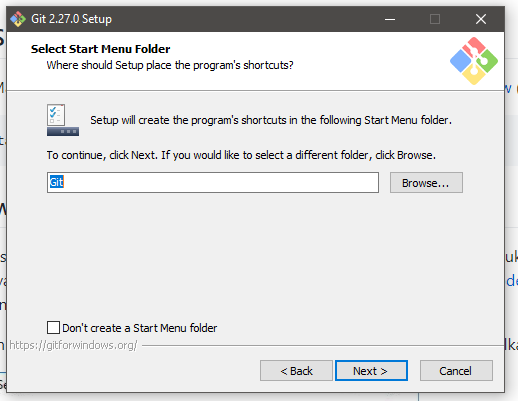 Git 2.27.0 Setup
Select Start Menu Folder
Where should Setup place the program's shortcuts?
Setup will create the program's shortcuts in the following Start Menu folder.
To continue, click Next. If you would like to select a different folder, click Browse.
Git
Browse...
Don't create a Start Menu folder
https://gitforwindows.org/
< Back
Next >
Cancel